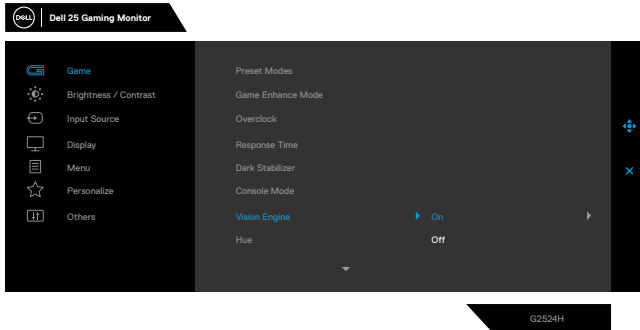 DELL Dell 25 Gaming Monitor
Game
Brightness / Contrast
Input Source
Display
Menu
Personalize
Others
Preset Modes
Game Enhance Mode
Overclock
Response Time
Dark Stabilizer
Console Mode
Vision Engine On
Hue Off
G2524H